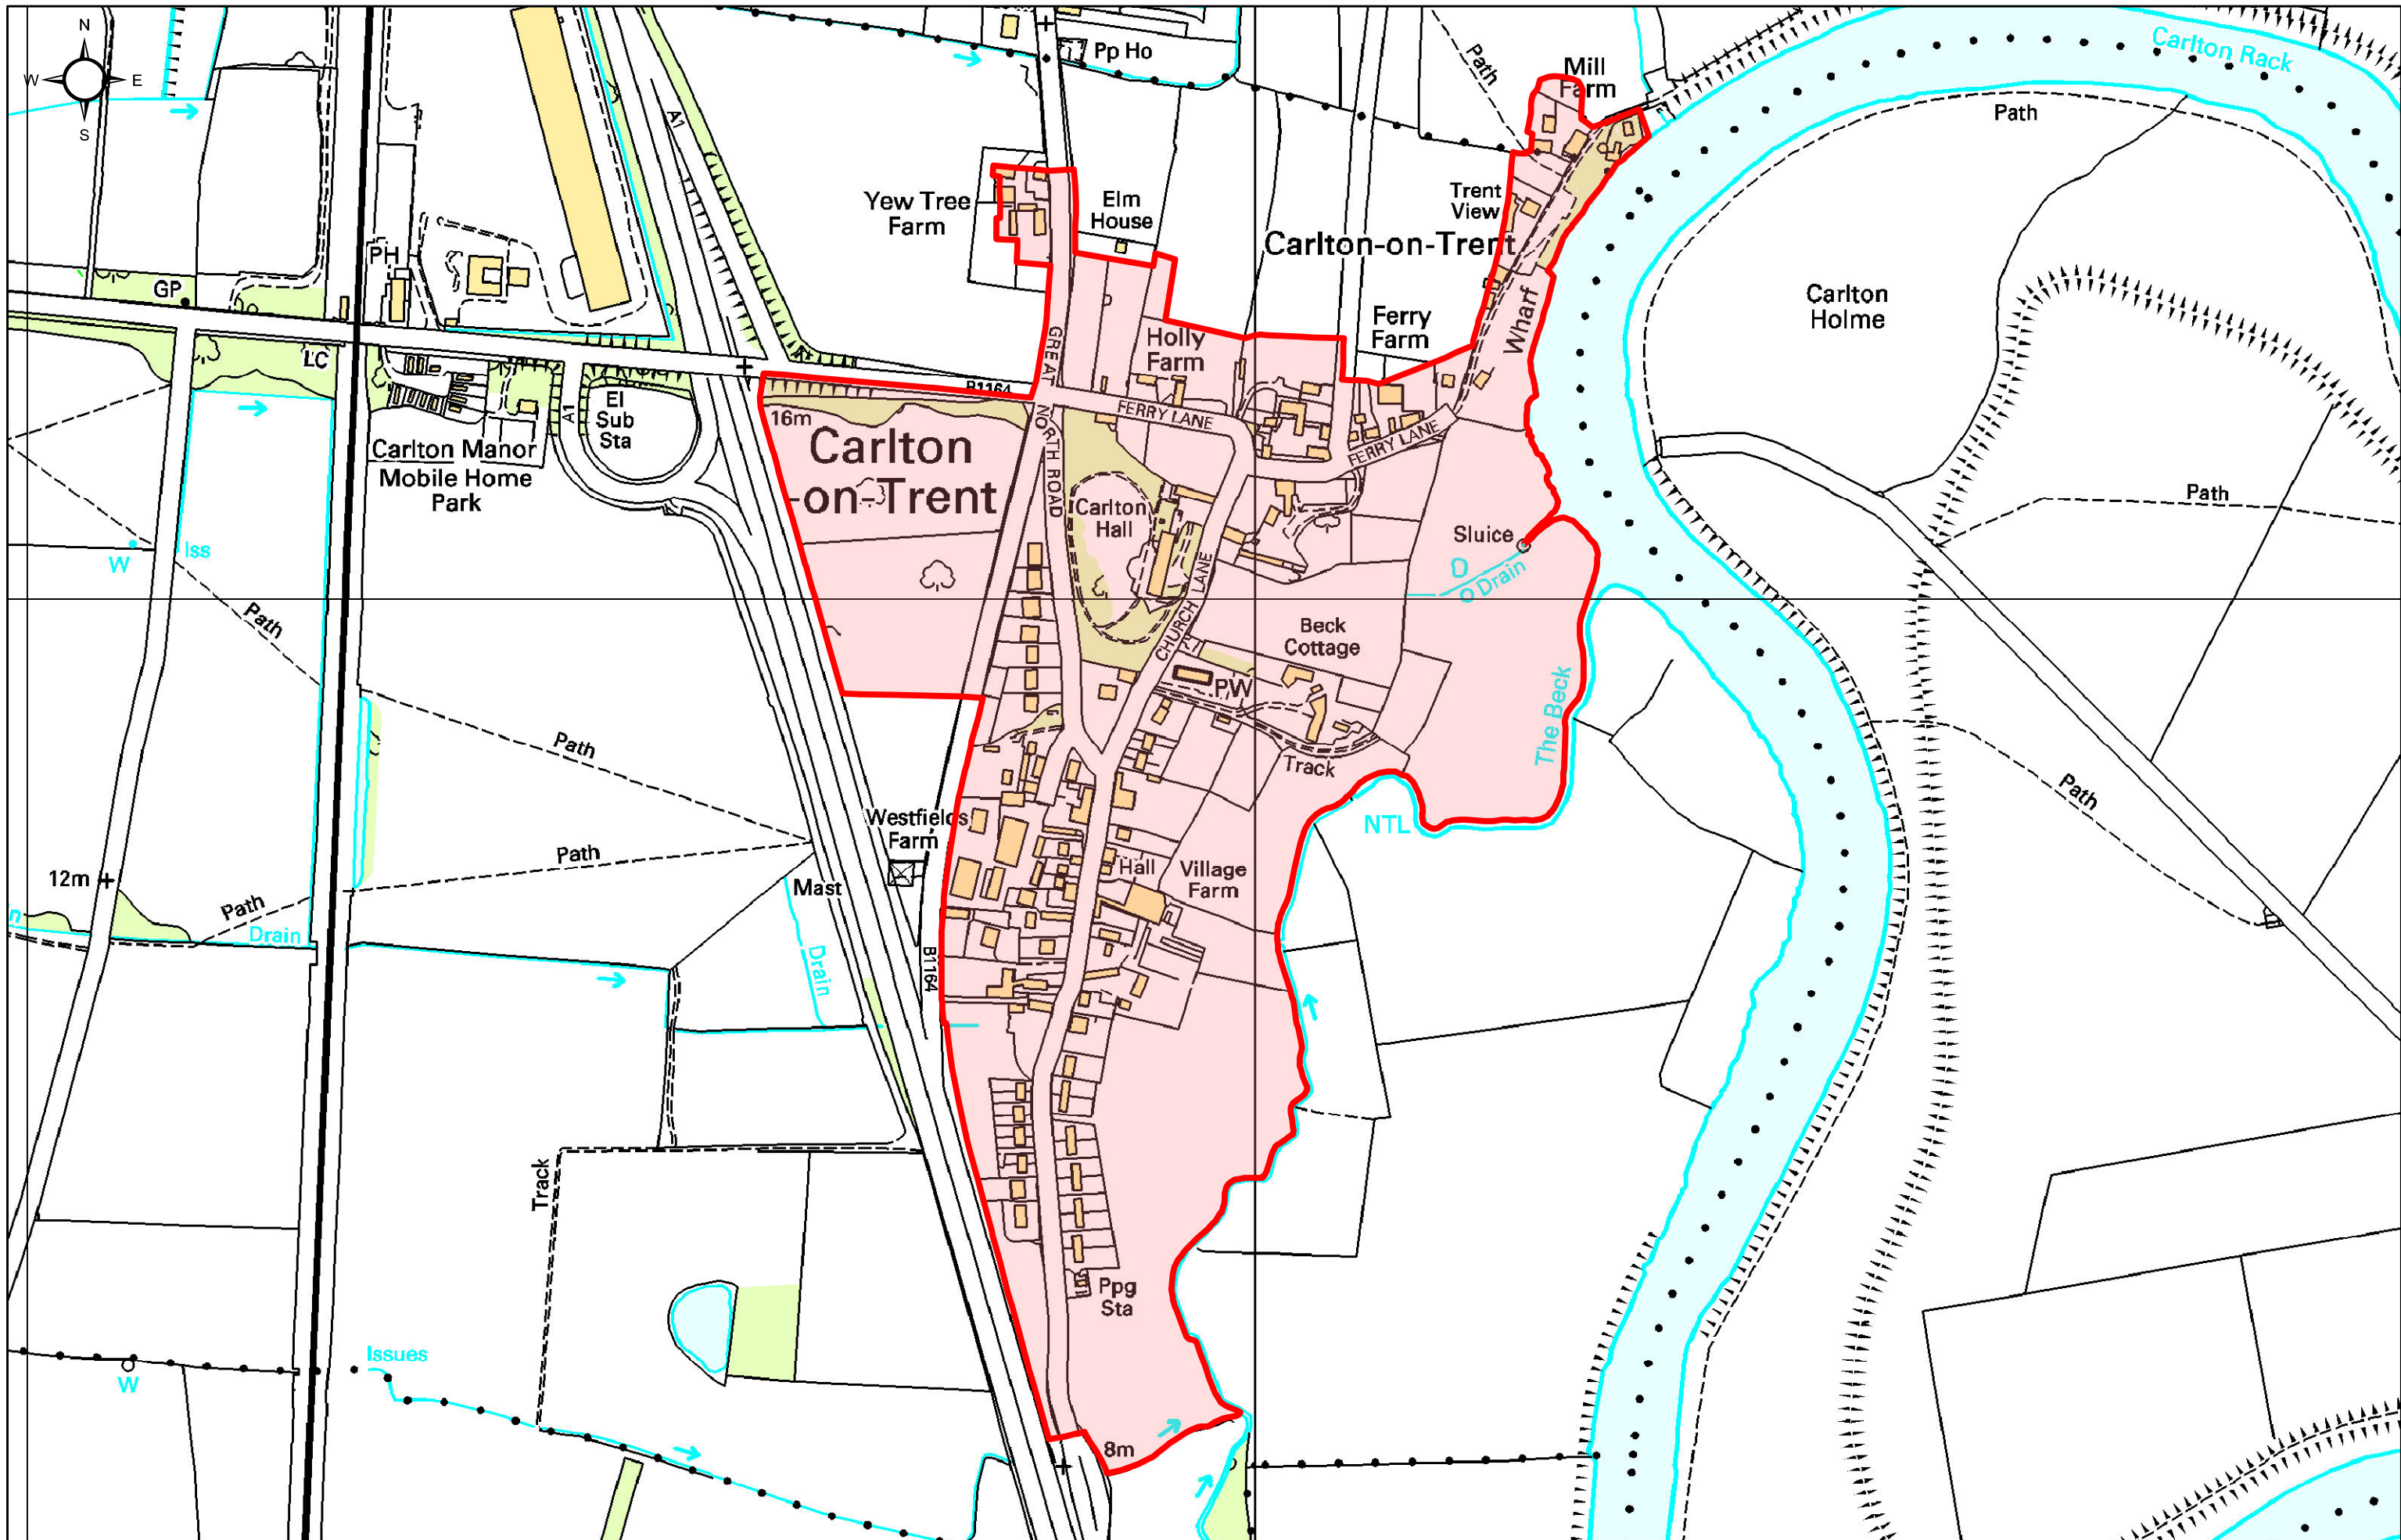 N
W
E
S
Pp Ho
Carlton Rack
Path
Mill
Farm
Path
A1
Yew Tree
Farm
Elm
House
Trent
View
Carlton-on-Trent
PH
GP
Carlton
Holme
LC
GREAT
NORTH ROAD
Holly
Farm
Ferry
Farm
Wharf
B1164
A1
El
Sub
Sta
16m
FERRY LANE
FERRY LANE
Carlton Manor
Mobile Home
Park
Carlton
-on-Trent
Carlton
Hall
Path
Sluice
W
Iss
Drain
CHURCH LANE
Path
Beck
Cottage
PW
The Beck
Path
Track
Path
Westfields
Farm
NTL
Path
Hall
Village
Farm
12m
Mast
Path
n
Drain
Drain
B1164
Track
Ppg
Sta
Issues
W
8m